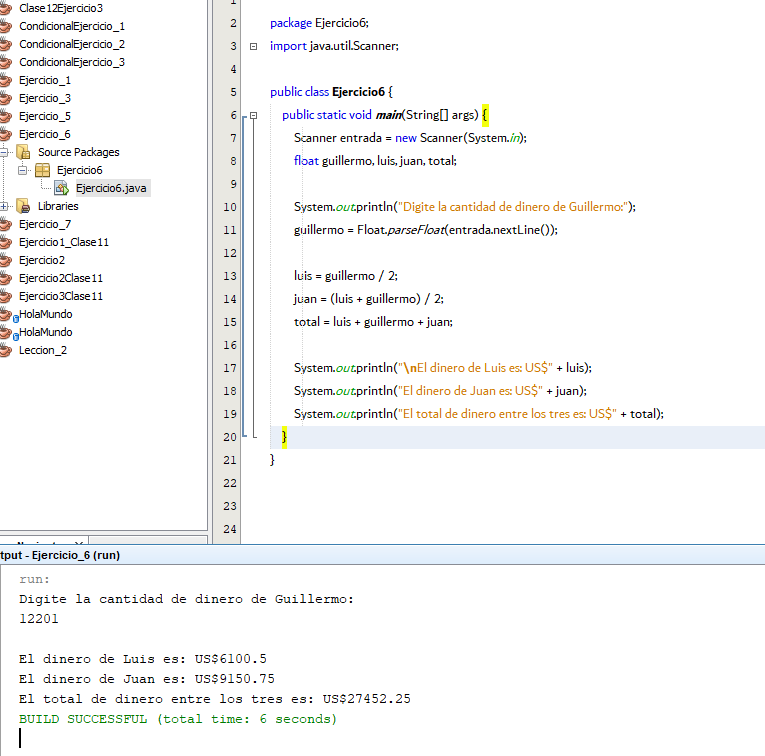 Clase12Ejercicio3
CondicionalEjercicio_1
CondicionalEjercicio_2
CondicionalEjercicio_3
Ejercicio_1
Ejercicio_3
Ejercicio_5
Ejercicio_6
Source Packages
Ejercicio6
Ejercicio6.java
Libraries
Ejercicio_7
Ejercicio1_Clase11
Ejercicio2
Ejercicio2Clase11
Ejercicio3Clase11
HolaMundo
HolaMundo
Leccion_2
2 package Ejercicio6;
3 import java.util.Scanner;
4
5 public class Ejercicio6 {
6 public static void main(String[] args) {
7 Scanner entrada = new Scanner(System.in);
8 float guillermo, luis, juan, total;
9
10 System.out.println("Digite la cantidad de dinero de Guillermo:");
11 guillermo = Float.parseFloat(entrada.nextLine());
12
13 luis = guillermo / 2;
14 juan = (luis + guillermo) / 2;
15 total = luis + guillermo + juan;
16
17 System.out.println("\nEl dinero de Luis es: US$" + luis);
18 System.out.println("El dinero de Juan es: US$" + juan);
19 System.out.println("El total de dinero entre los tres es: US$" + total);
20 }
21 }
22
23
24
tput - Ejercicio_6 (run)
run:
Digite la cantidad de dinero de Guillermo:
12201
El dinero de Luis es: US$6100.5
El dinero de Juan es: US$9150.75
El total de dinero entre los tres es: US$27452.25
BUILD SUCCESSFUL (total time: 6 seconds)